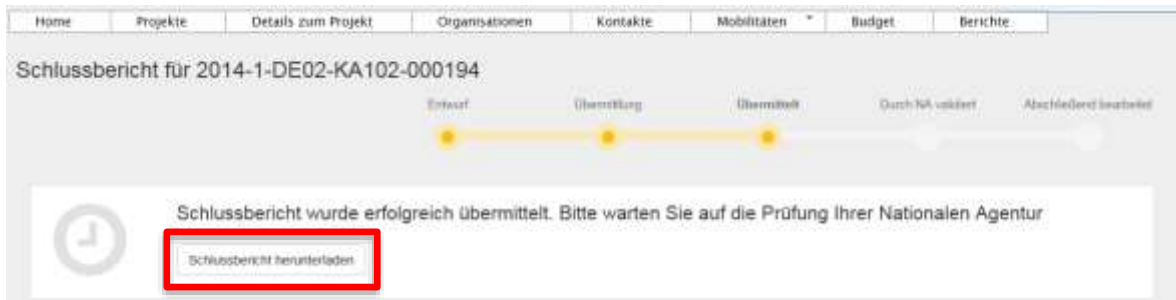 Home Projekte Details zum Projekt Organisationen Kontakte Mobilitäten Budget Berichte
Schlussbericht für 2014-1-DE02-KA102-000194
Entwurf Übermittlung Übermittelt Durch NA validiert Abschließend bearbeitet
Schlussbericht wurde erfolgreich übermittelt. Bitte warten Sie auf die Prüfung Ihrer Nationalen Agentur
Schlussbericht herunterladen